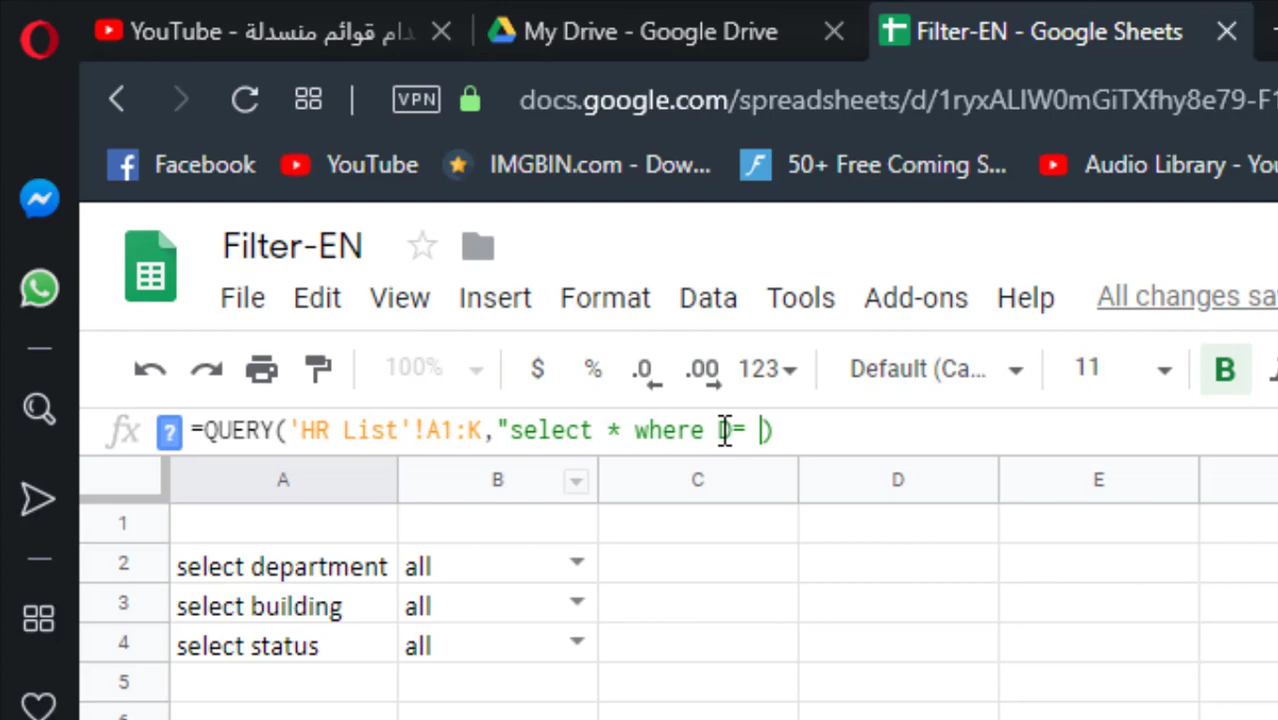 YouTube - دام قوائم منسدلة
My Drive - Google Drive
Filter-EN - Google Sheets
VPN
docs.google.com/spreadsheets/d/1ryxALlW0mGiTXfhy8e79-F1
Facebook
YouTube
IMGBIN.com - Dow...
50+ Free Coming S...
Audio Library - You
Filter-EN
File Edit View Insert Format Data Tools Add-ons Help All changes sa
100% $ % .0 .00 123 Default (Ca... 11 B I
fx ? =QUERY('HR List'!A1:K,"select * where D= )
A B C D E
1
2 select department all
3 select building all
4 select status all
5